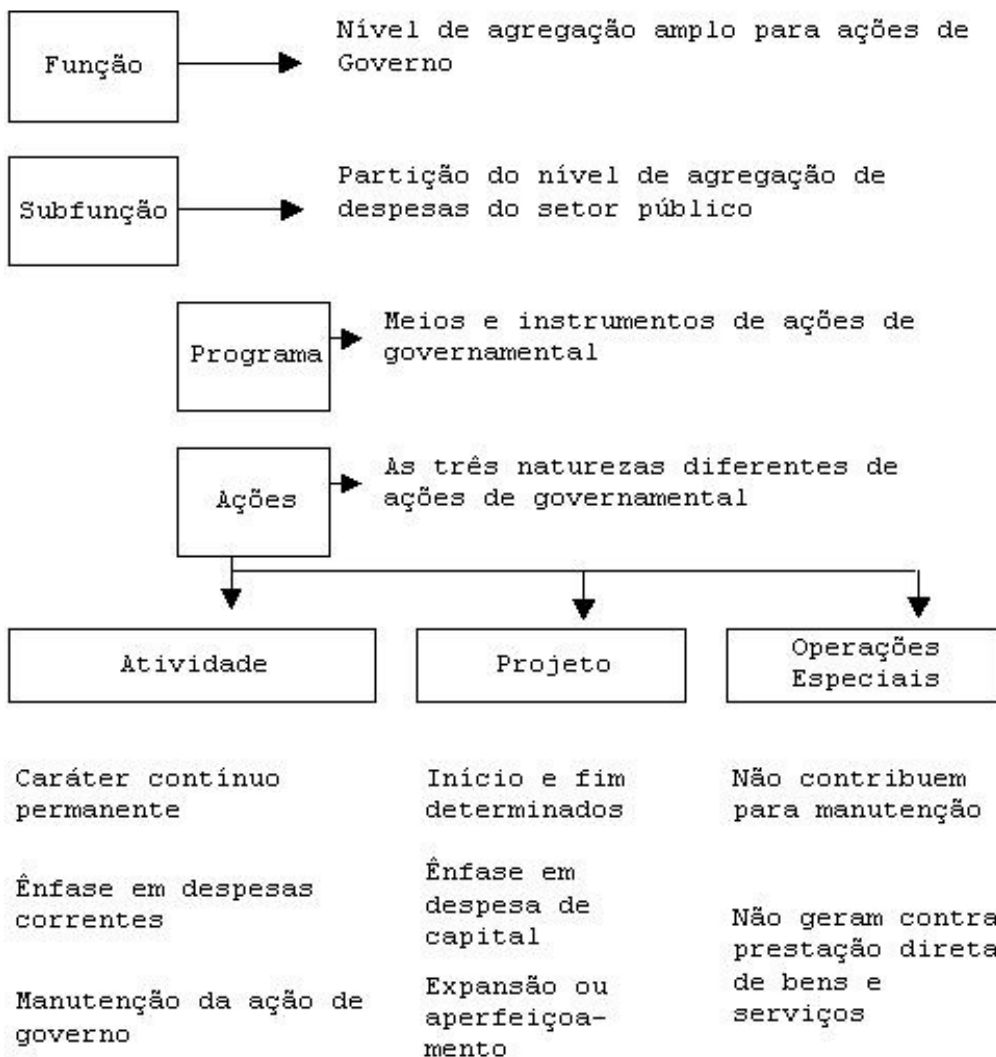 Função
Nível de agregação amplo para ações de
Governo
Subfunção
Partição do nível de agregação de
despesas do setor público
Programa
Meios e instrumentos de ações de
governamental
Ações
As três naturezas diferentes de
ações de governamental
Atividade
Projeto
Operações
Especiais
Caráter contínuo
permanente
Ênfase em despesas
correntes
Manutenção da ação de
governo
Início e fim
determinados
Ênfase em
despesa de
capital
Expansão ou
aperfeiçoa-
mento
Não contribuem
para manutenção
Não geram contra
prestação direta
de bens e
serviços